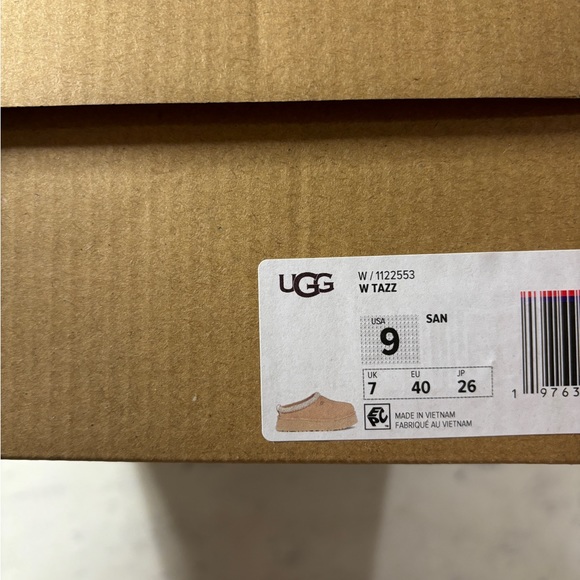 UGG
W / 1122553
W TAZZ
USA
9
SAN
UK EU JP
7 40 26
EPC
MADE IN VIETNAM
FABRIQUÉ AU VIETNAM
1 9763